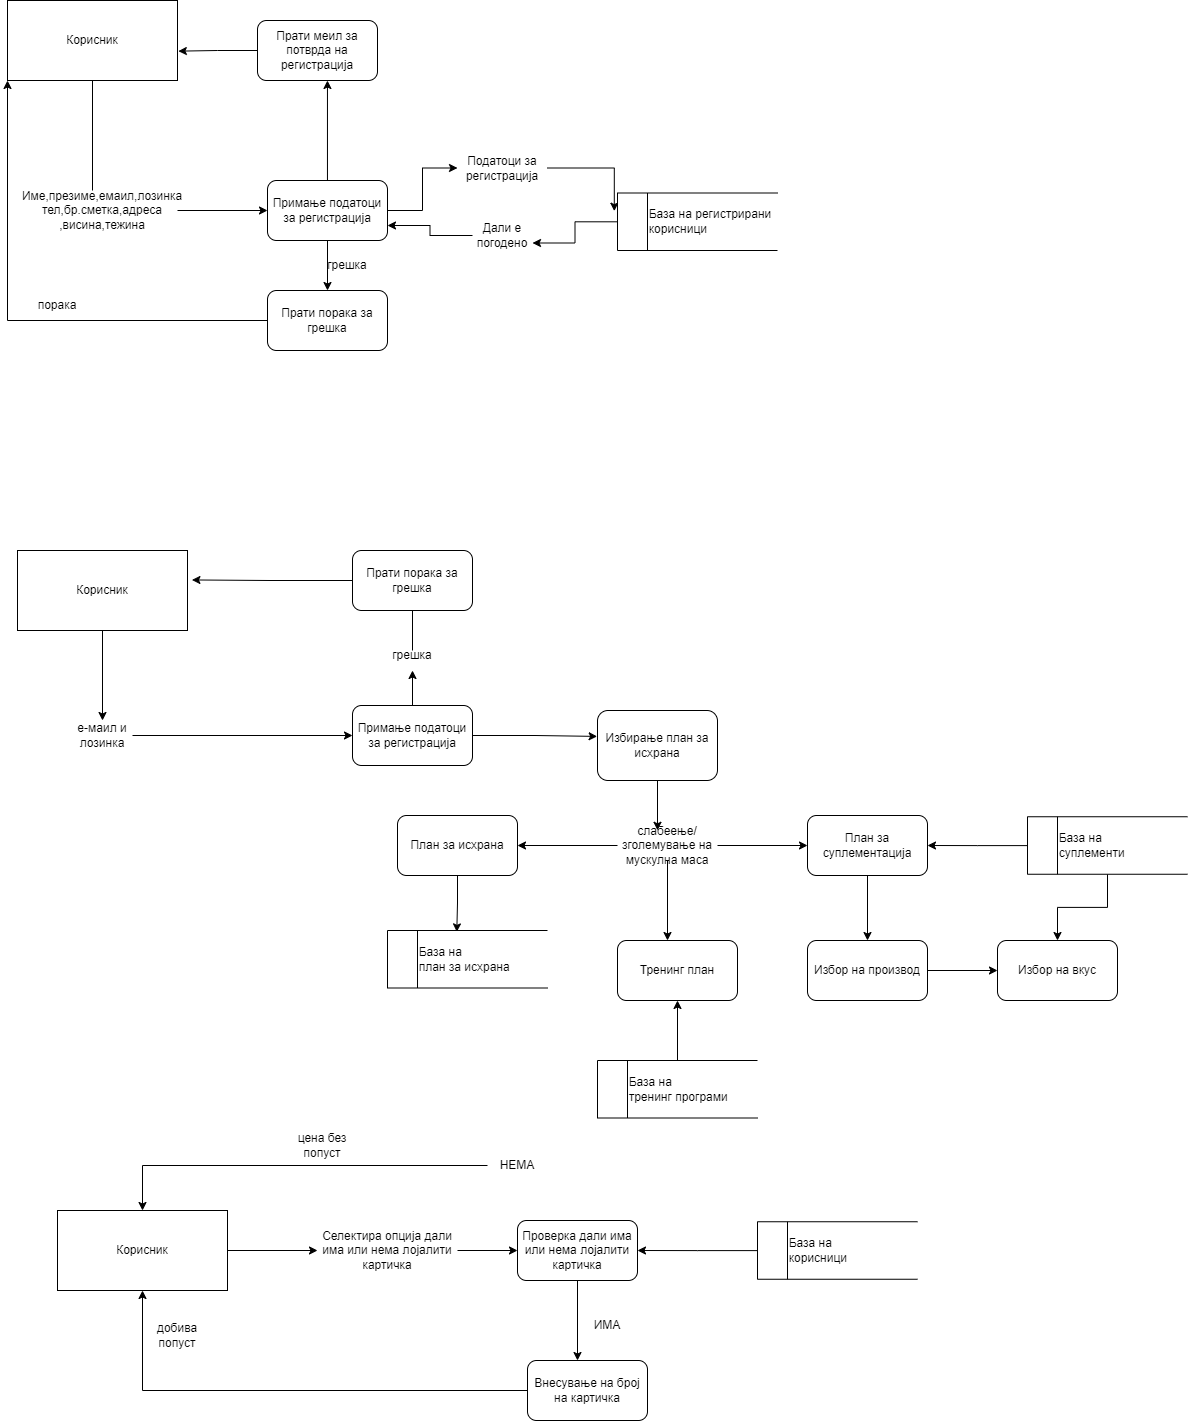 Корисник
Прати меил за
потврда на
регистрација
Податоци за
регистрација
Име,презиме,емаил,лозинка
тел,бр.сметка,адреса
,висина,тежина
Примање податоци
за регистрација
База на регистрирани
корисници
Дали е
погодено
грешка
порака
Прати порака за
грешка
Корисник
Прати порака за
грешка
грешка
е-маил и
лозинка
Примање податоци
за регистрација
Избирање план за
исхрана
План за исхрана
слабеење/
зголемување на
мускулна маса
План за
суплементација
База на
суплементи
База на
план за исхрана
Тренинг план
Избор на производ
Избор на вкус
База на
тренинг програми
цена без
попуст
НЕМА
Корисник
Селектира опција дали
има или нема лојалити
картичка
Проверка дали има
или нема лојалити
картичка
База на
корисници
добива
попуст
ИМА
Внесување на број
на картичка